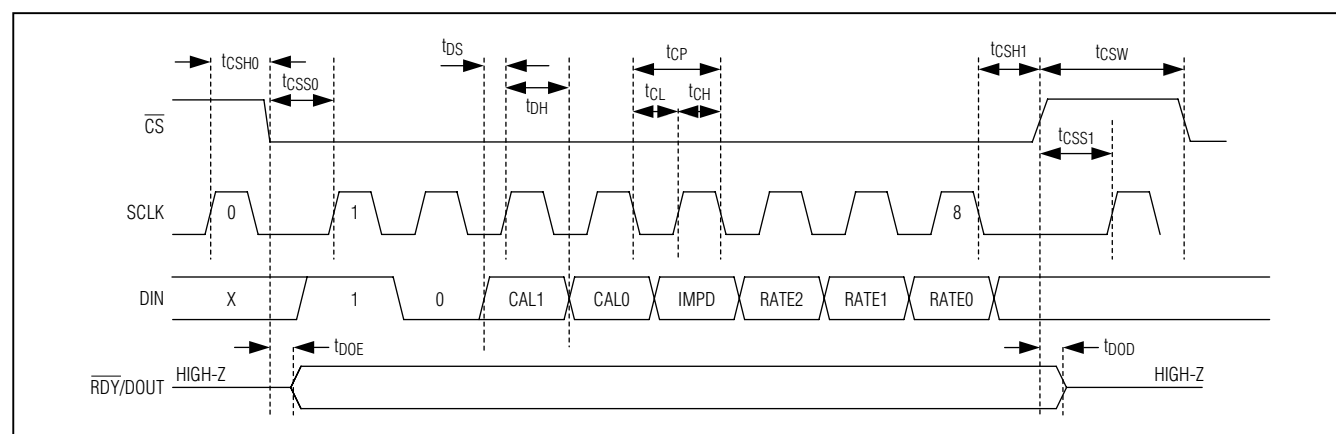 tCSH0
tCSS0
tDS
tDH
tCP
tCL
tCH
tCSH1
tCSW
tCSS1
CS
SCLK
0
1
8
DIN
X
1
0
CAL1
CAL0
IMPD
RATE2
RATE1
RATE0
tDOE
tDOD
RDY/DOUT
HIGH-Z
HIGH-Z